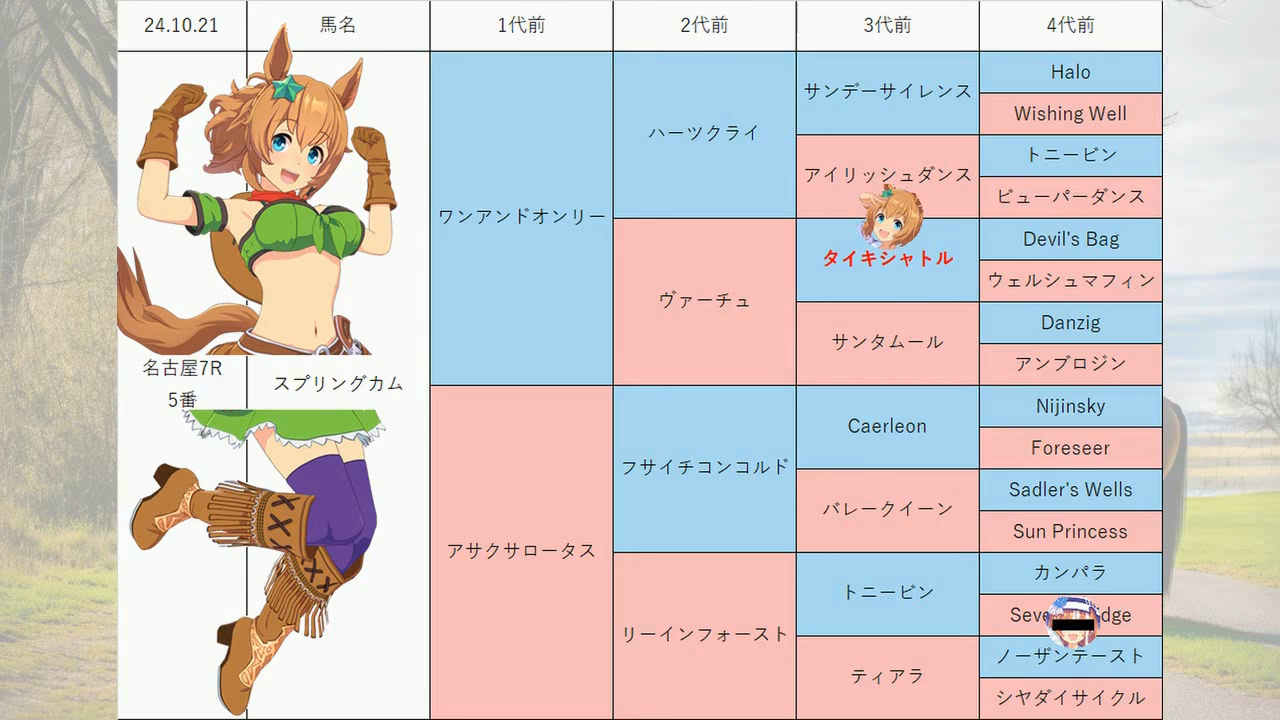 24.10.21 馬名 1代前 2代前 3代前 4代前
名古屋7R
5番
スプリングカム
ワンアンドオンリー
アサクサロータス
ハーツクライ
ヴァーチュ
フサイチコンコルド
リーインフォースト
サンデーサイレンス
アイリッシュダンス
タイキシャトル
サンタムール
Caerleon
バレークイーン
トニービン
ティアラ
Halo
Wishing Well
トニービン
ビューパーダンス
Devil's Bag
ウェルシュマフィン
Danzig
アンブロジン
Nijinsky
Foreseer
Sadler's Wells
Sun Princess
カンパラ
ノーザンテースト
シヤダイサイクル